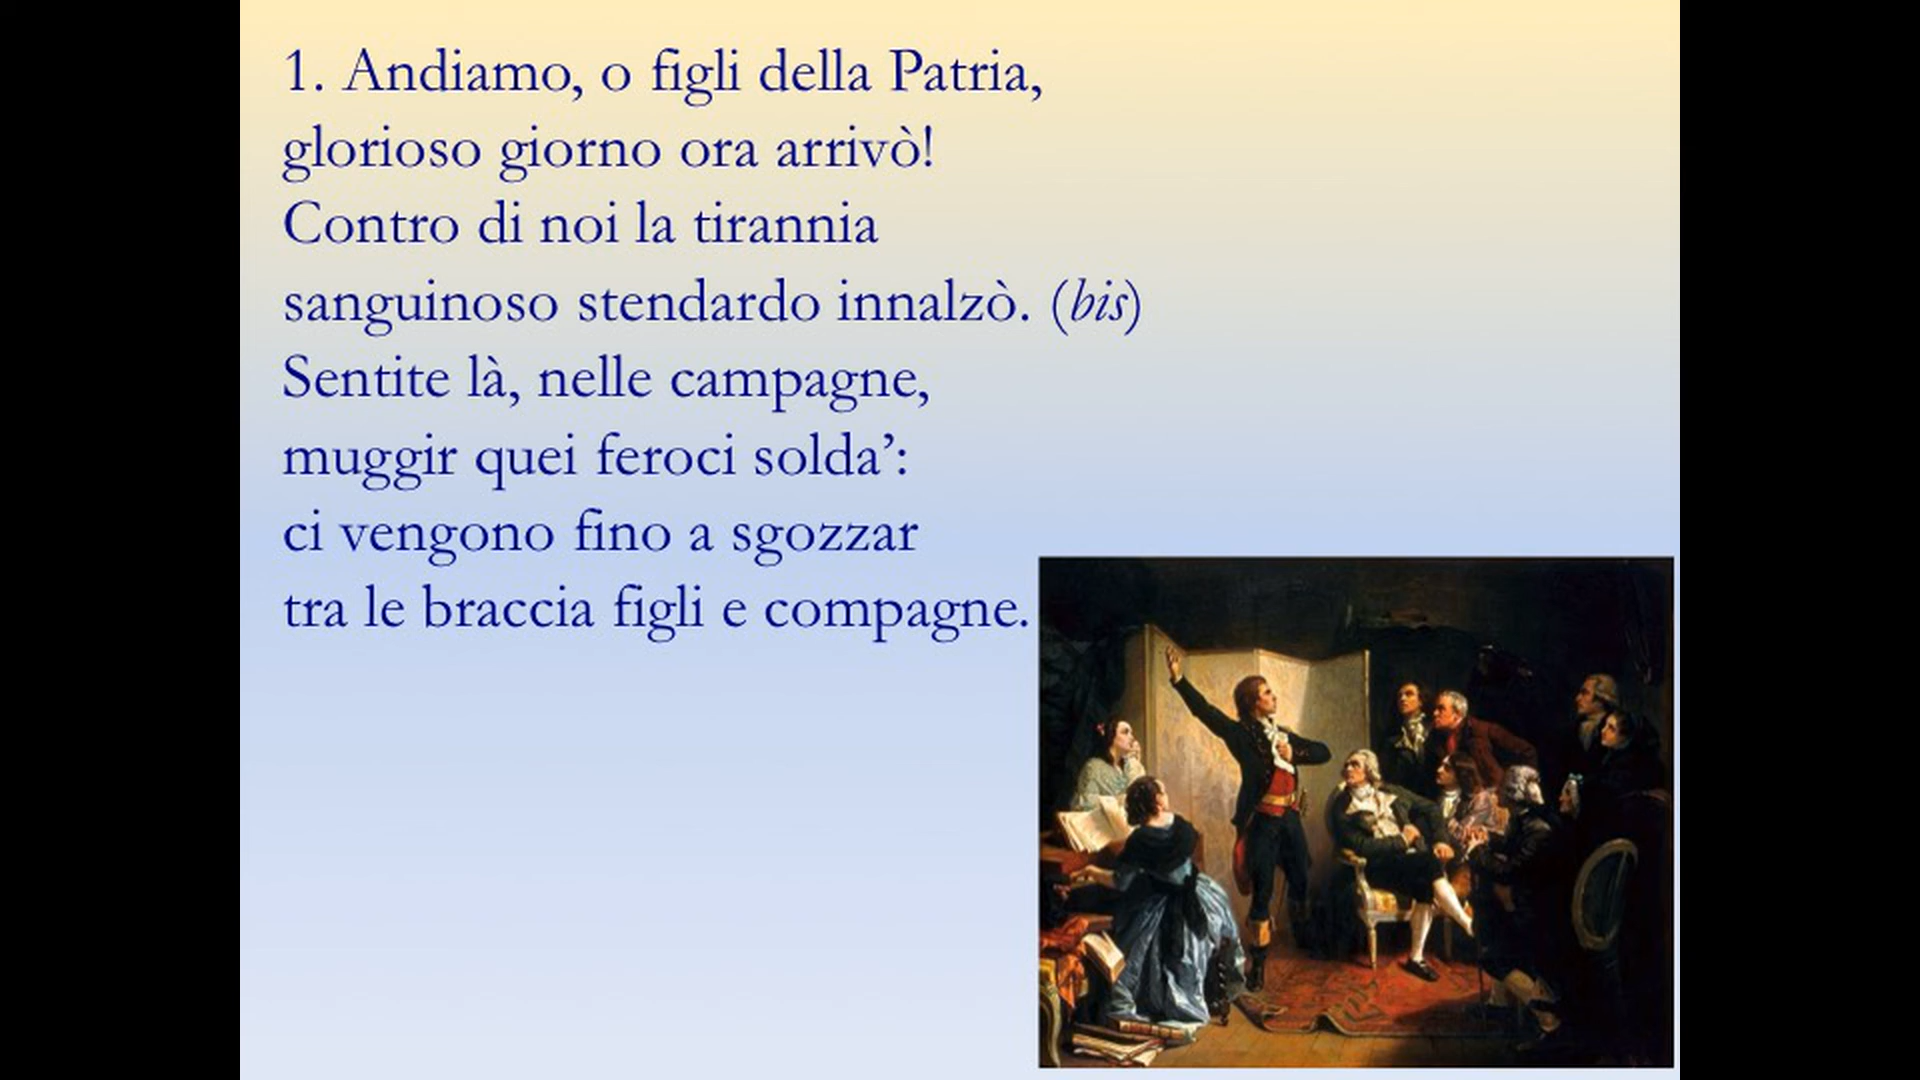 1. Andiamo, o figli della Patria,
glorioso giorno ora arrivò!
Contro di noi la tirannia
sanguinoso stendardo innalzò. (bis)
Sentite là, nelle campagne,
muggir quei feroci solda’:
ci vengono fino a sgozzar
tra le braccia figli e compagne.